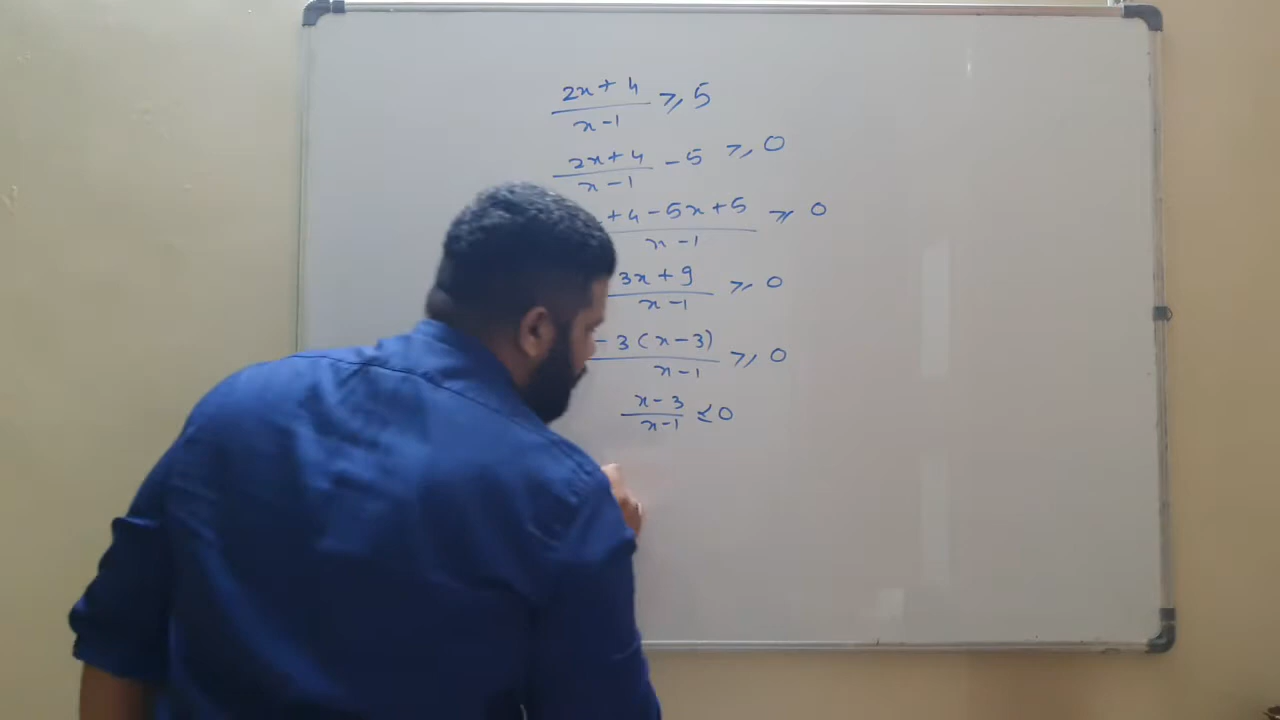 2x + 4 / x - 1 ⩾ 5
2x + 4 / x - 1 - 5 ⩾ 0
+ 4 - 5x + 5 / x - 1 ⩾ 0
3x + 9 / x - 1 ⩾ 0
- 3 ( x - 3 ) / x - 1 ⩾ 0
x - 3 / x - 1 ≤ 0